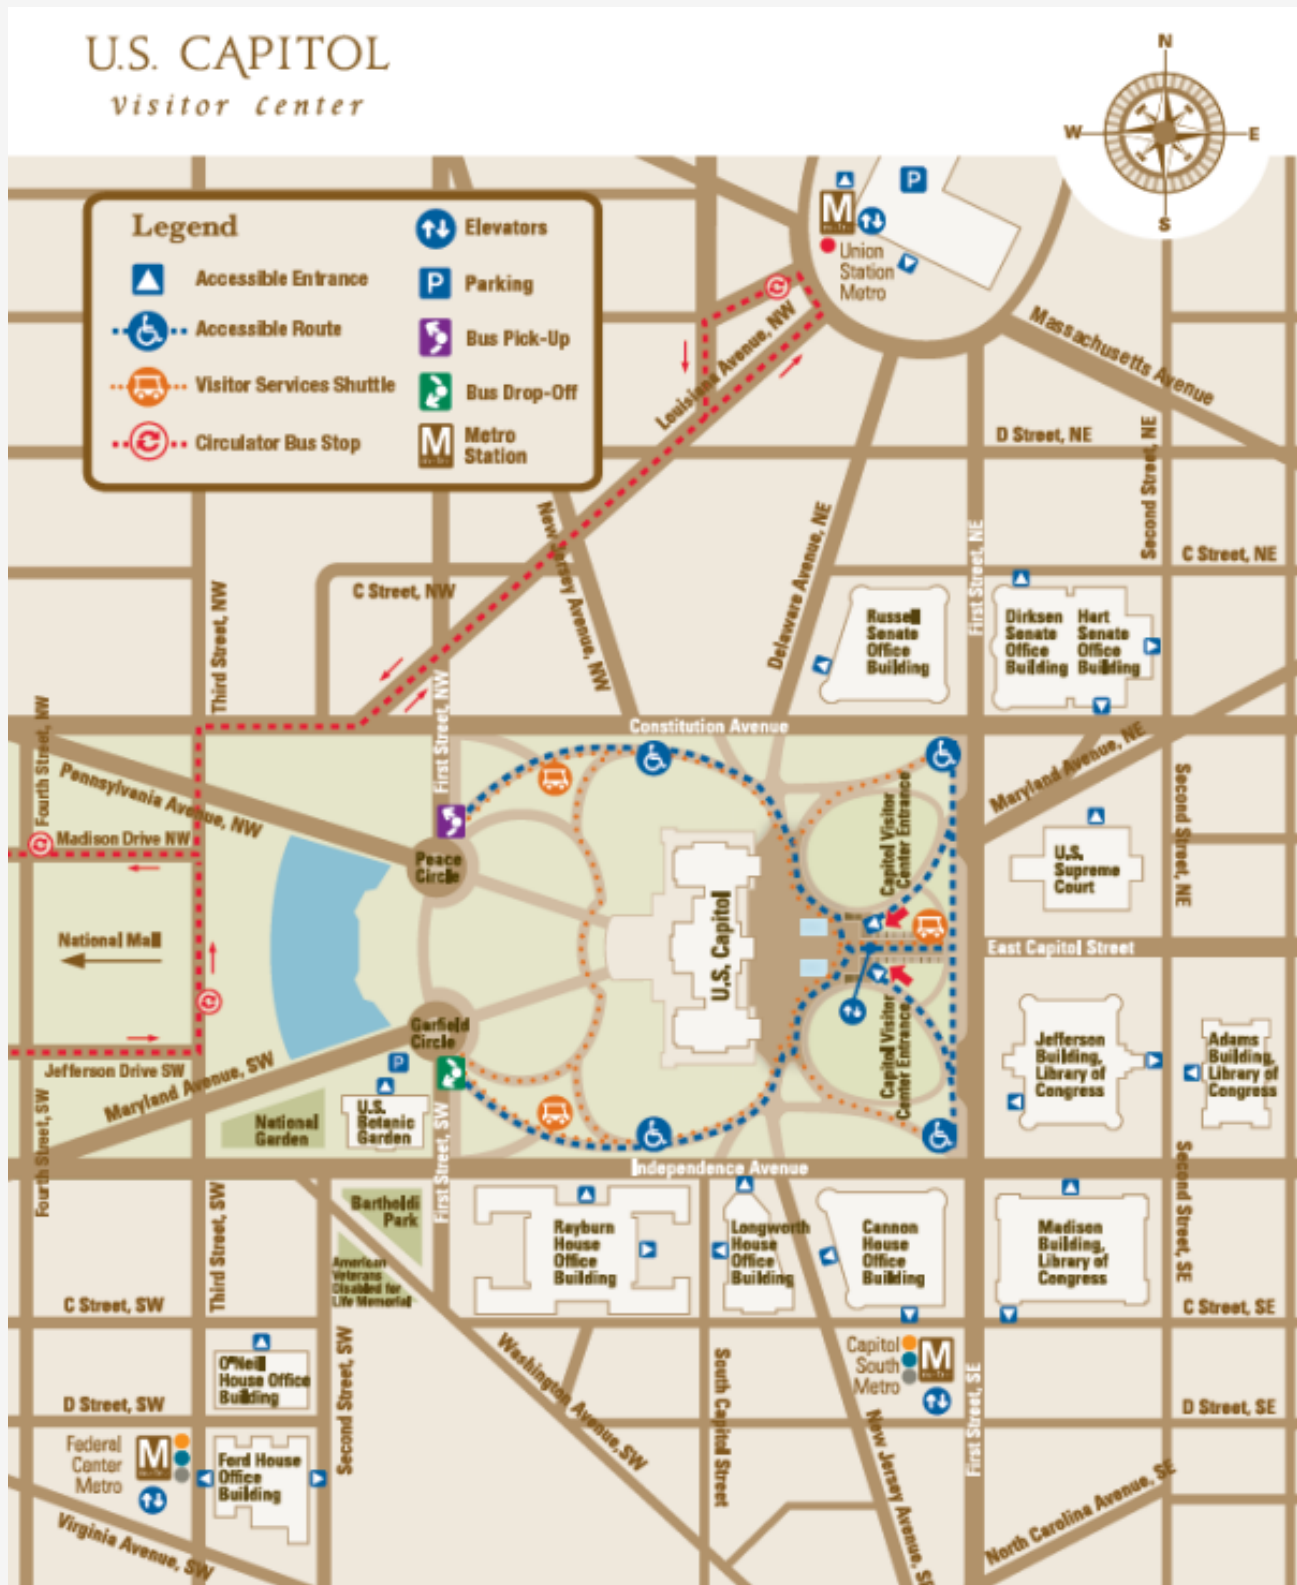 U.S. CAPITOL
Visitor Center
N
W
E
S
Legend
Accessible Entrance
Accessible Route
Visitor Services Shuttle
Circulator Bus Stop
Elevators
P
Parking
Bus Pick-Up
Bus Drop-Off
M
Metro
Station
P
M
Union
Station
Metro
Massachusetts Avenue
Louisiana Avenue, NW
D Street, NE
Second Street, NE
New Jersey Avenue, NW
Delaware Avenue, NE
First Street, NE
C Street, NE
C Street, NW
Third Street, NW
Russell
Senate
Office
Building
Dirksen
Senate
Office
Building
Hart
Senate
Office
Building
First Street, NW
Fourth Street, NW
Constitution Avenue
Maryland Avenue, NE
Pennsylvania Avenue, NW
Madison Drive NW
Second Street, NE
Peace
Circle
Capitol Visitor
Center Entrance
U.S.
Supreme
Court
National Mall
U.S. Capitol
East Capitol Street
Garfield
Circle
Capitol Visitor
Center Entrance
Jefferson
Building,
Library of
Congress
Adams
Building,
Library of
Congress
Jefferson Drive SW
Maryland Avenue, SW
P
U.S.
Botanic
Garden
National
Garden
Fourth Street, SW
First Street, SW
Independence Avenue
Second Street, SE
Third Street, SW
Bartholdi
Park
American
Veterans
Disabled for
Life Memorial
Rayburn
House
Office
Building
Longworth
House
Office
Building
Cannon
House
Office
Building
Madison
Building,
Library of
Congress
C Street, SW
C Street, SE
O'Neill
House Office
Building
Second Street, SW
Washington Avenue, SW
South Capitol Street
Capitol
South
Metro
M
First Street, SE
New Jersey Avenue, SE
D Street, SW
D Street, SE
Federal
Center
Metro
M
Ford House
Office
Building
Virginia Avenue, SW
North Carolina Avenue, SE